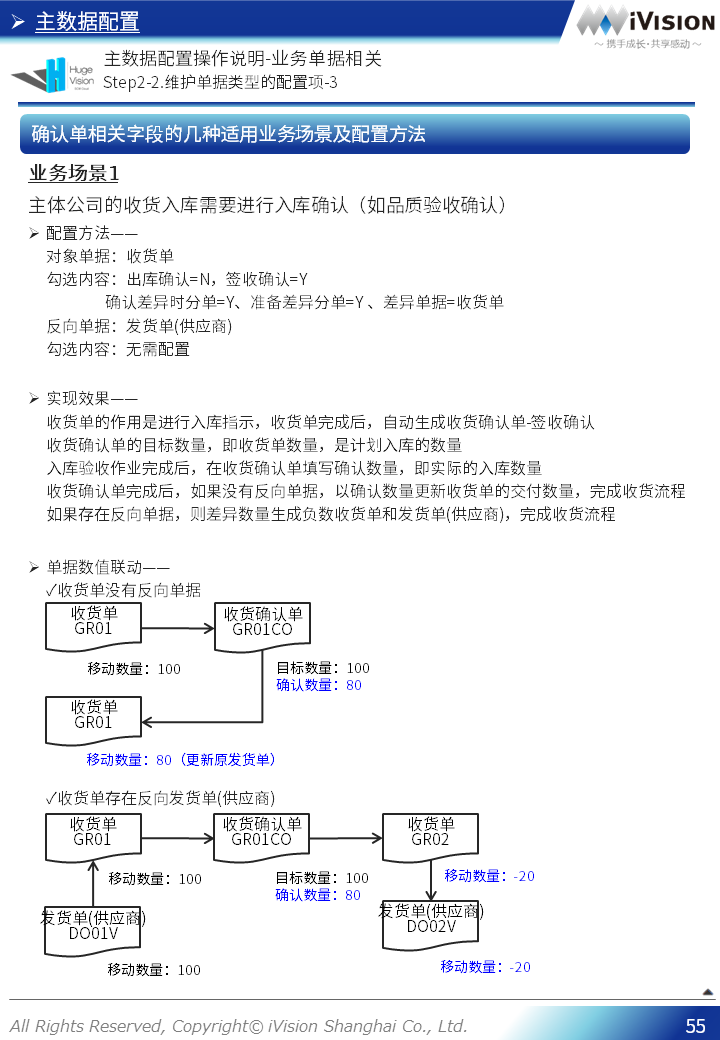 ➢ 主数据配置
iVISION
～ 携手成长·共享感动 ～
Huge
Vision
主数据配置操作说明-业务单据相关
Step2-2.维护单据类型的配置项-3
确认单相关字段的几种适用业务场景及配置方法
业务场景1
主体公司的收货入库需要进行入库确认（如品质验收确认）
➢ 配置方法——
对象单据：收货单
勾选内容：出库确认=N，签收确认=Y
确认差异时分单=Y、准备差异分单=Y 、差异单据=收货单
反向单据：发货单(供应商)
勾选内容：无需配置
➢ 实现效果——
收货单的作用是进行入库指示，收货单完成后，自动生成收货确认单-签收确认
收货确认单的目标数量，即收货单数量，是计划入库的数量
入库验收作业完成后，在收货确认单填写确认数量，即实际的入库数量
收货确认单完成后，如果没有反向单据，以确认数量更新收货单的交付数量，完成收货流程
如果存在反向单据，则差异数量生成负数收货单和发货单(供应商)，完成收货流程
➢ 单据数值联动——
✓收货单没有反向单据
收货单
GR01
收货确认单
GR01CO
移动数量：100
目标数量：100
确认数量：80
收货单
GR01
移动数量：80（更新原发货单）
✓收货单存在反向发货单(供应商)
收货单
GR01
收货确认单
GR01CO
收货单
GR02
移动数量：100
目标数量：100
确认数量：80
移动数量：-20
发货单(供应商)
DO01V
发货单(供应商)
DO02V
移动数量：100
移动数量：-20
All Rights Reserved, Copyright© iVision Shanghai Co., Ltd.
55